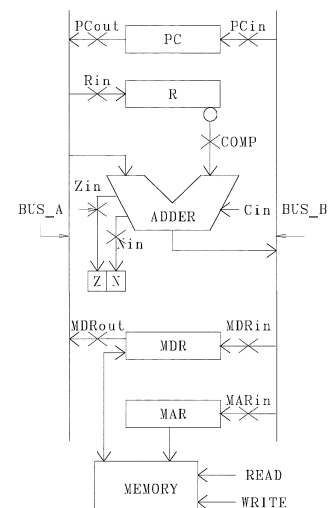 PCout PC PCin
Rin R
COMP
Zin
BUS_A ADDER Cin BUS_B
Nin
Z N
MDRout MDR MDRin
MAR MARin
MEMORY READ
WRITE